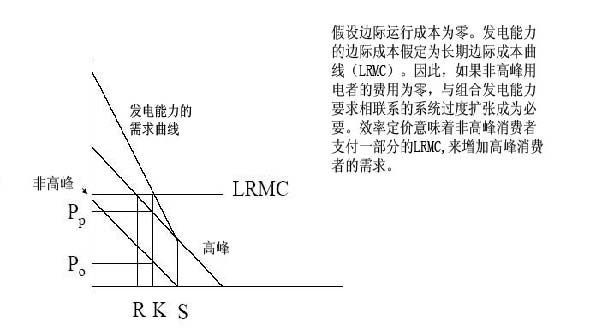 假设边际运行成本为零。发电能力
的边际成本假定为长期边际成本曲
线（LRMC）。因此，如果非高峰用
电者的费用为零，与组合发电能力
要求相联系的系统过度扩张成为必
要。效率定价意味着非高峰消费者
支付一部分的LRMC,来增加高峰消费
者的需求。
发电能力的
需求曲线
非高峰
LRMC
Pp
高峰
Po
R K S